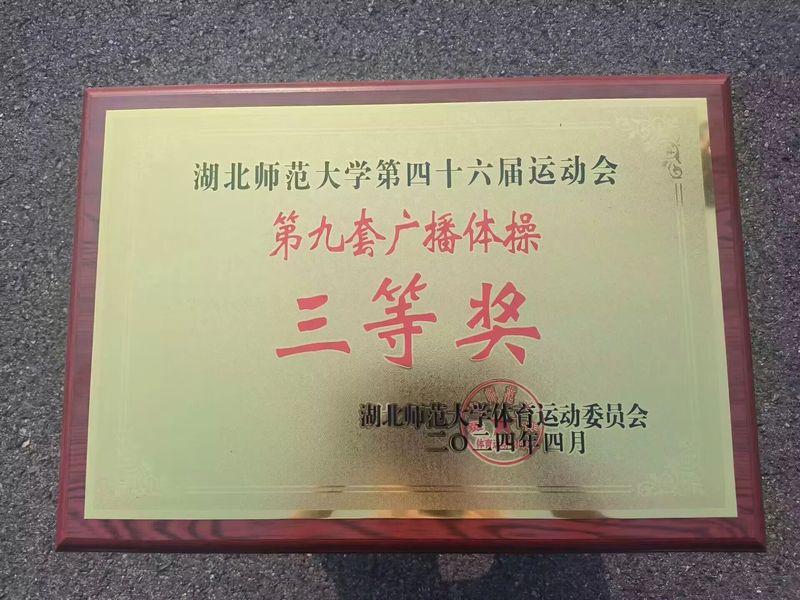 湖北师范大学第四十六届运动会
第九套广播体操
三等奖
湖北师范大学体育运动委员会
二〇二四年四月